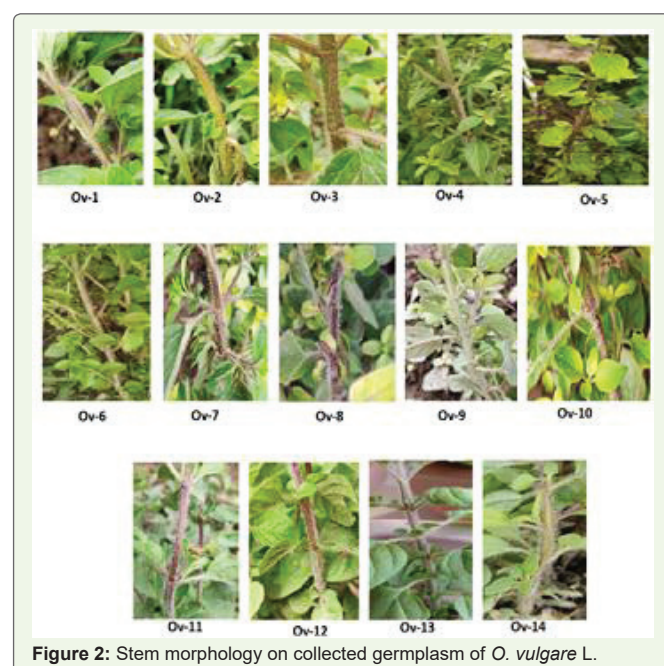 Ov-1 Ov-2 Ov-3 Ov-4 Ov-5
Ov-6 Ov-7 Ov-8 Ov-9 Ov-10
Ov-11 Ov-12 Ov-13 Ov-14
Figure 2: Stem morphology on collected germplasm of O. vulgare L.